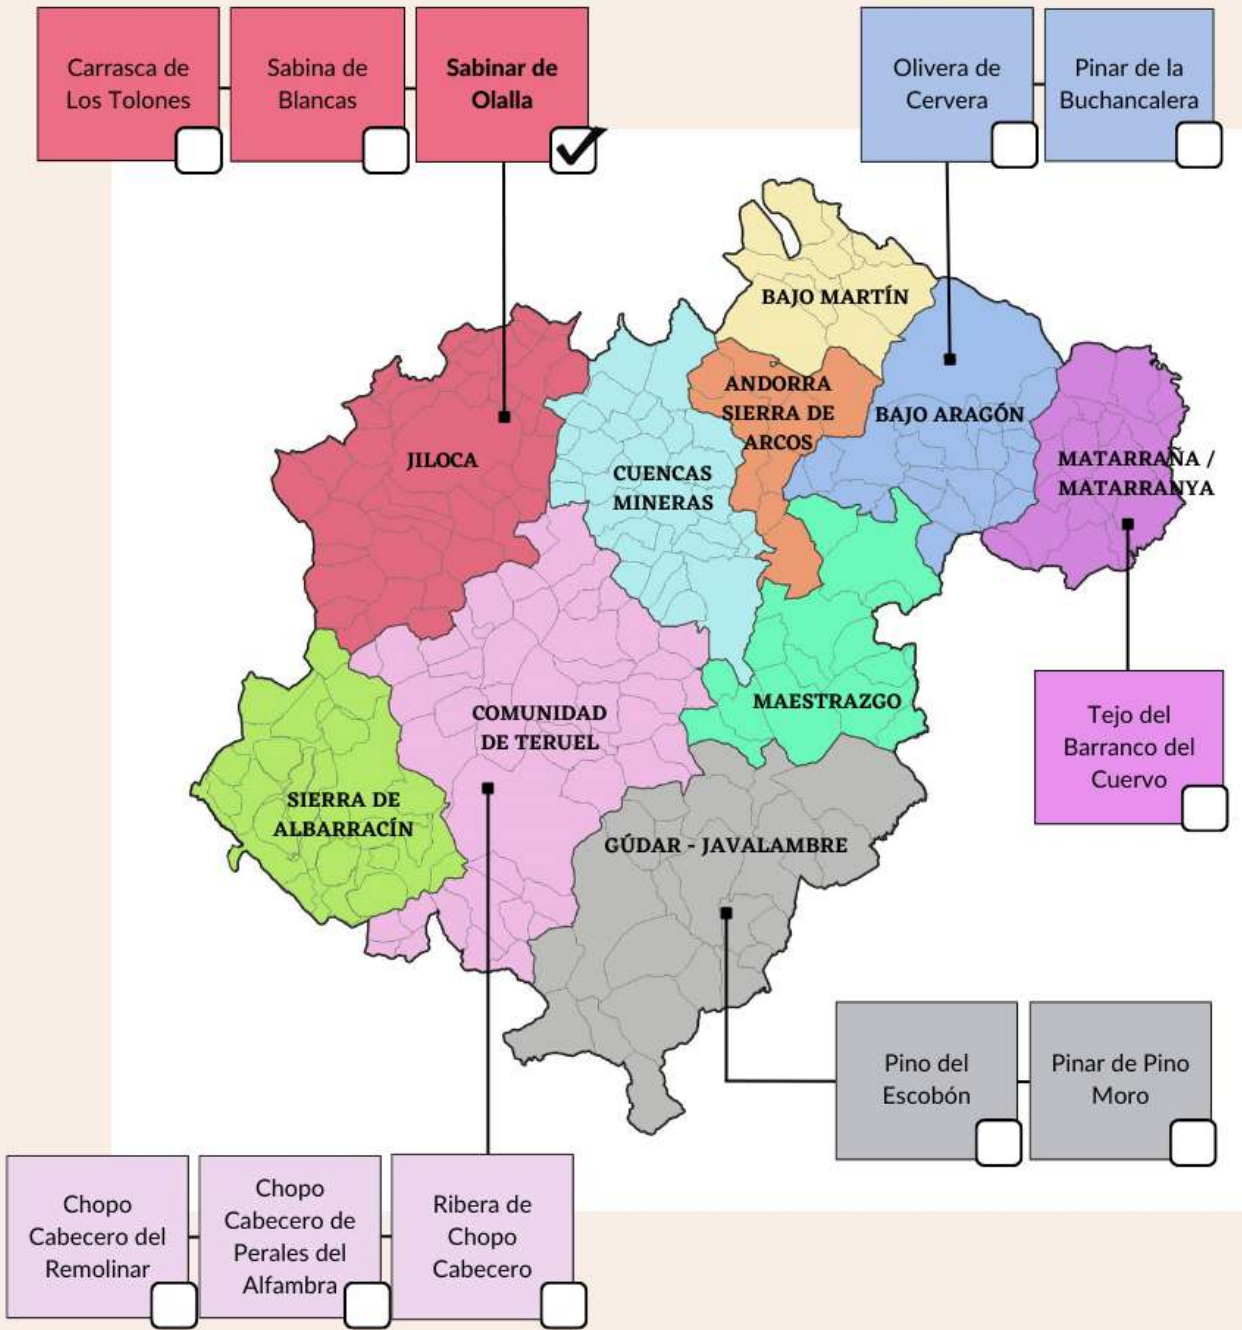 Carrasca de
Los Tolones
Sabina de
Blancas
Sabinar de
Olalla
Olivera de
Cervera
Pinar de la
Buchancalera
BAJO MARTÍN
ANDORRA
SIERRA DE
ARCOS
BAJO ARAGÓN
JILOCA
CUENCAS
MINERAS
MATARRAÑA /
MATARRANYA
MAESTRAZGO
COMUNIDAD
DE TERUEL
SIERRA DE
ALBARRACÍN
GÚDAR - JAVALAMBRE
Tejo del
Barranco del
Cuervo
Pino del
Escobón
Pinar de Pino
Moro
Chopo
Cabecero del
Remolinar
Chopo
Cabecero de
Perales del
Alfambra
Ribera de
Chopo
Cabecero